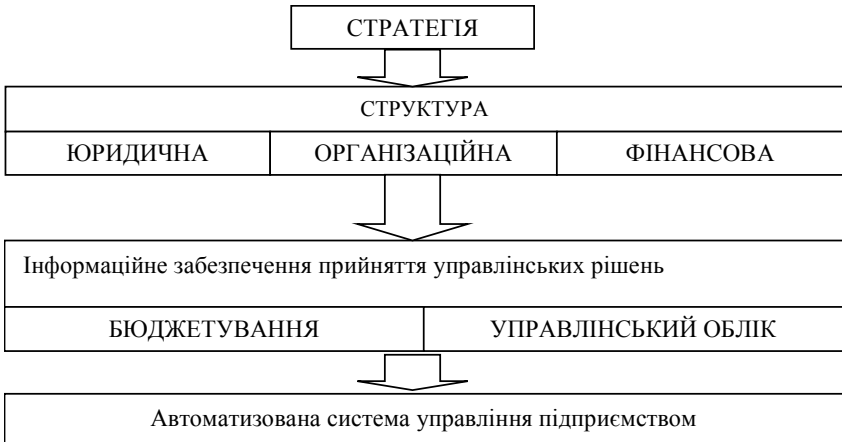 СТРАТЕГІЯ
СТРУКТУРА
ЮРИДИЧНА ОРГАНІЗАЦІЙНА ФІНАНСОВА
Інформаційне забезпечення прийняття управлінських рішень
БЮДЖЕТУВАННЯ УПРАВЛІНСЬКИЙ ОБЛІК
Автоматизована система управління підприємством